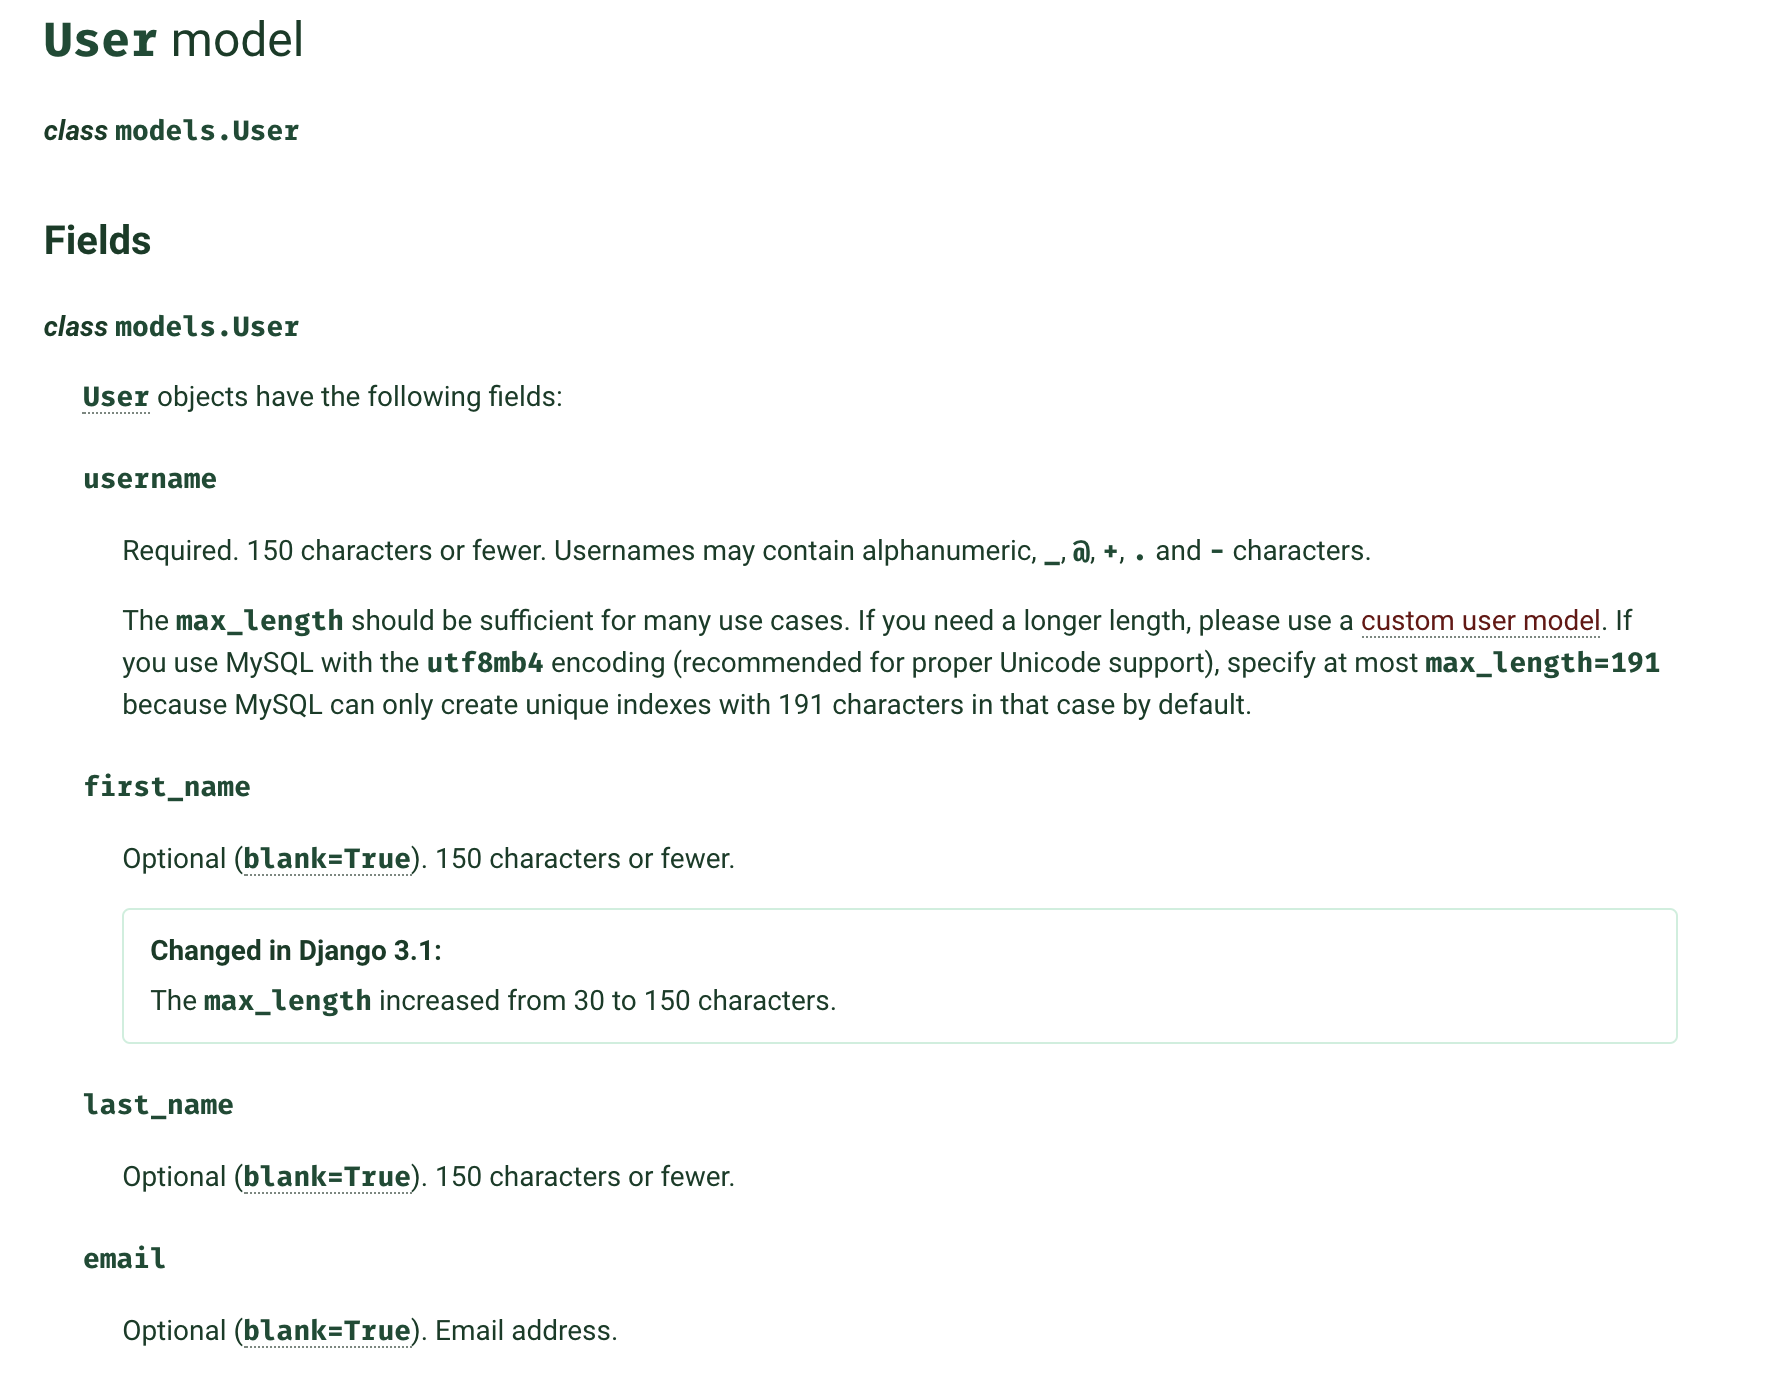 User model
class models.User
Fields
class models.User
User objects have the following fields:
username
Required. 150 characters or fewer. Usernames may contain alphanumeric, _, @, +, . and - characters.
The max_length should be sufficient for many use cases. If you need a longer length, please use a custom user model. If
you use MySQL with the utf8mb4 encoding (recommended for proper Unicode support), specify at most max_length=191
because MySQL can only create unique indexes with 191 characters in that case by default.
first_name
Optional (blank=True). 150 characters or fewer.
Changed in Django 3.1:
The max_length increased from 30 to 150 characters.
last_name
Optional (blank=True). 150 characters or fewer.
email
Optional (blank=True). Email address.